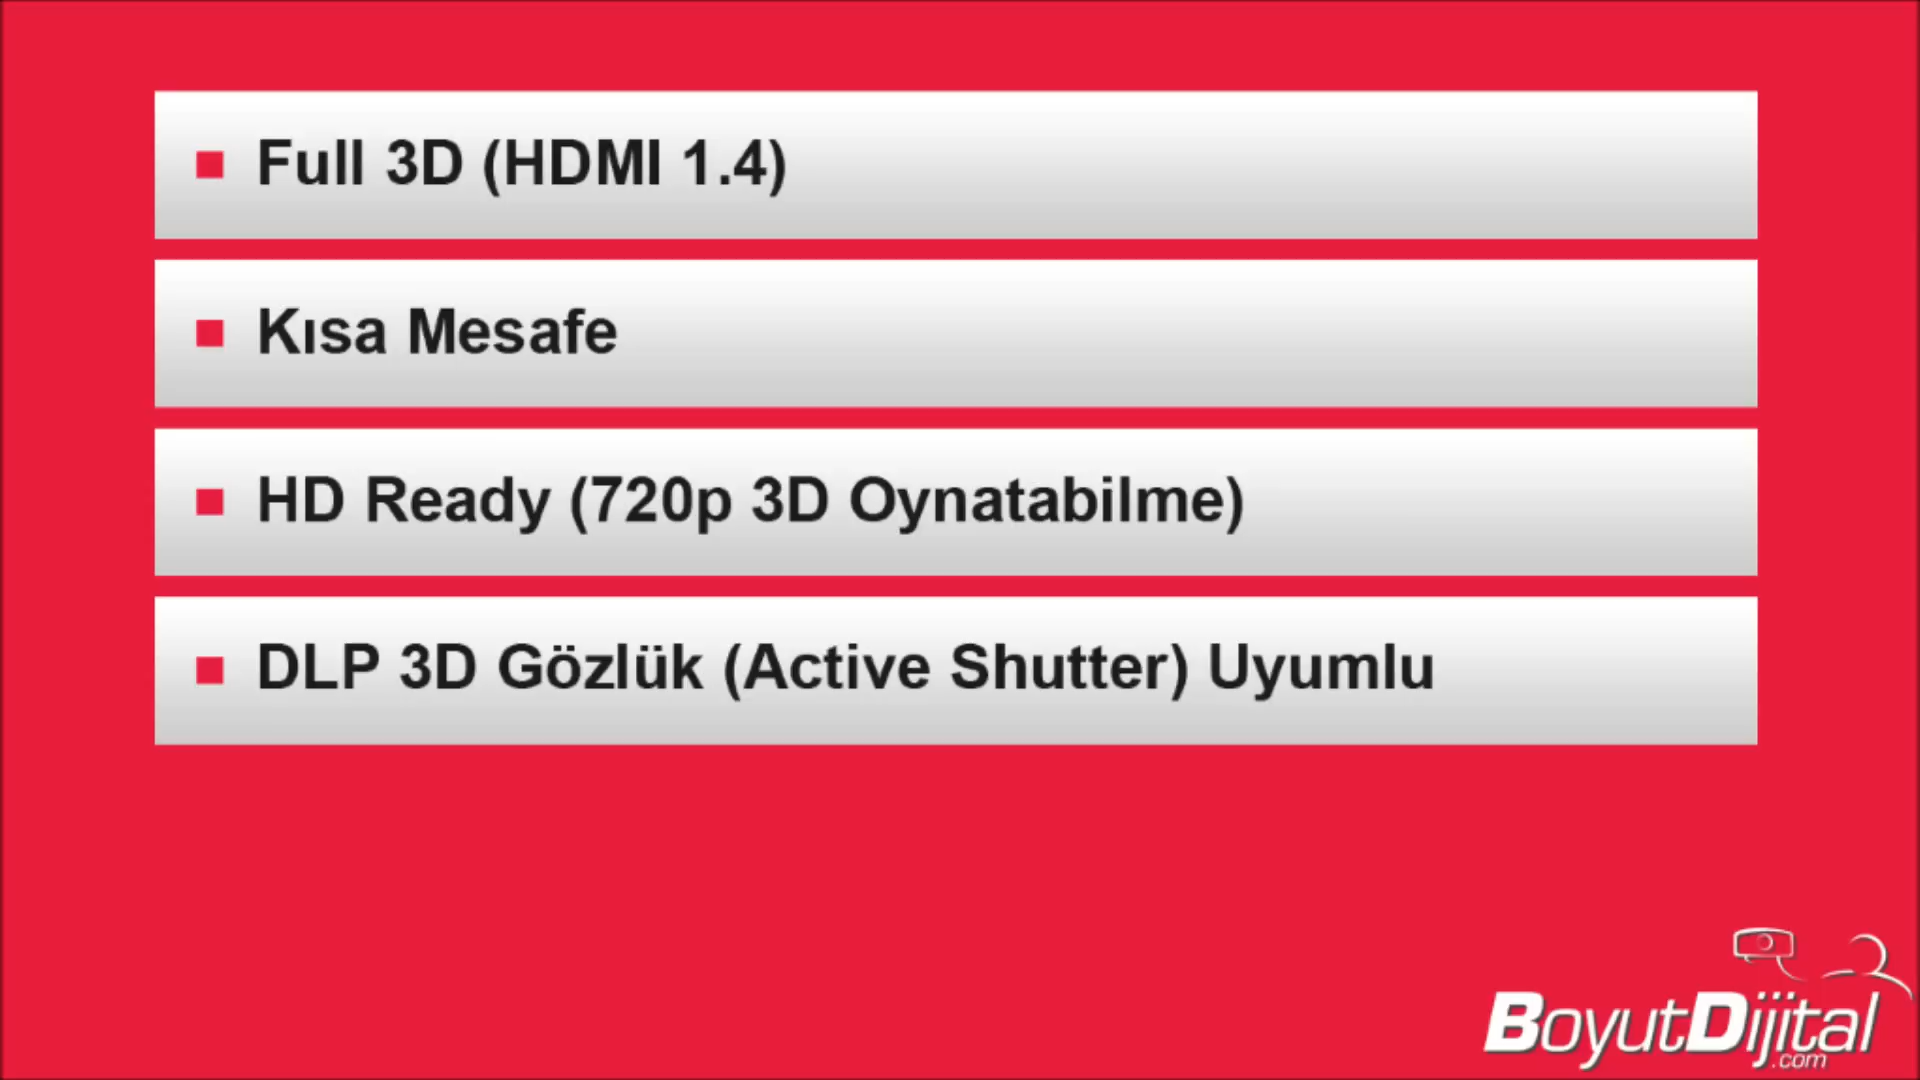 Full 3D (HDMI 1.4)
Kısa Mesafe
HD Ready (720p 3D Oynatabilme)
DLP 3D Gözlük (Active Shutter) Uyumlu
BoyutDijital
.com